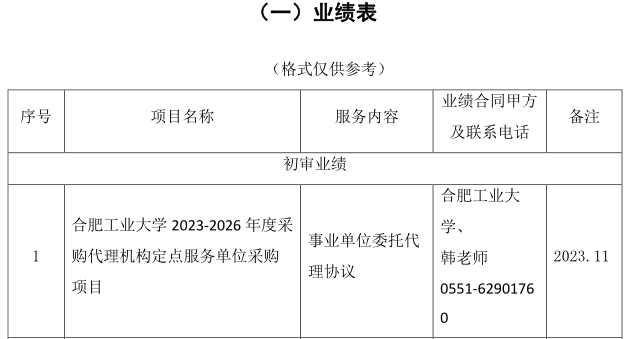 （一）业绩表
（格式仅供参考）
序号
项目名称
服务内容
业绩合同甲方
及联系电话
备注
初审业绩
1
合肥工业大学 2023-2026 年度采
购代理机构定点服务单位采购
项目
事业单位委托代
理协议
合肥工业大
学、
韩老师
0551-6290176
0
2023.11